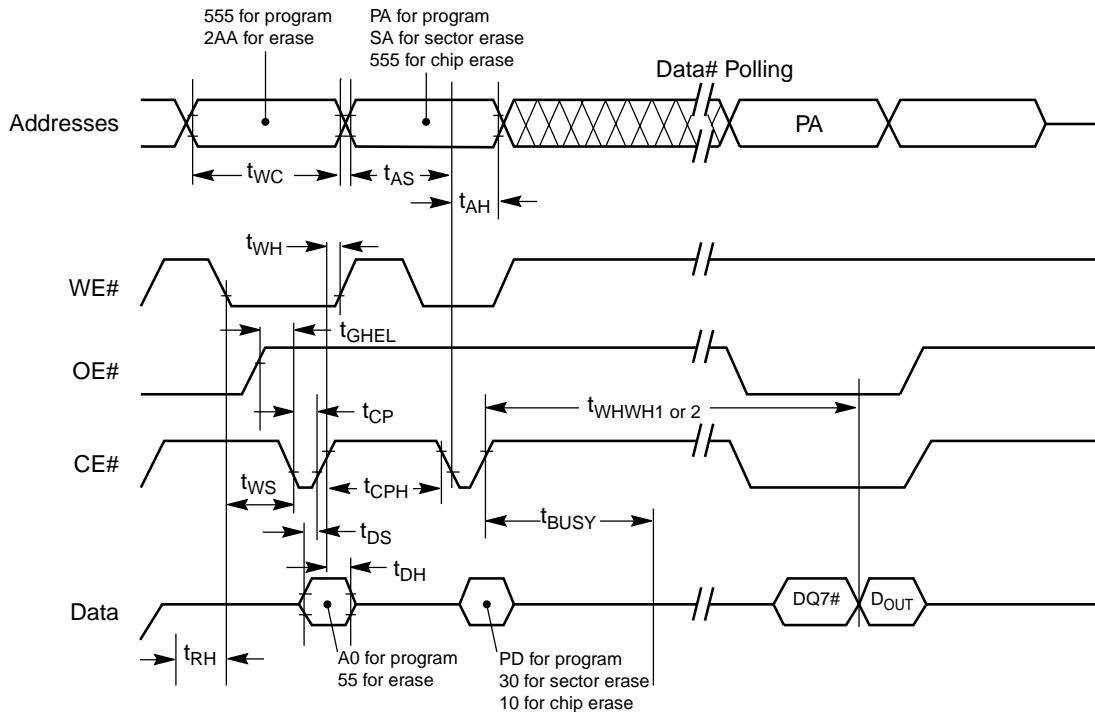 555 for program
2AA for erase
PA for program
SA for sector erase
555 for chip erase
Data# Polling
Addresses
PA
tWC
tAS
tAH
tWH
WE#
tGHEL
OE#
tWHWH1 or 2
tCP
CE#
tWS
tCPH
tBUSY
tDS
tDH
Data
DQ7#
DOUT
tRH
A0 for program
55 for erase
PD for program
30 for sector erase
10 for chip erase